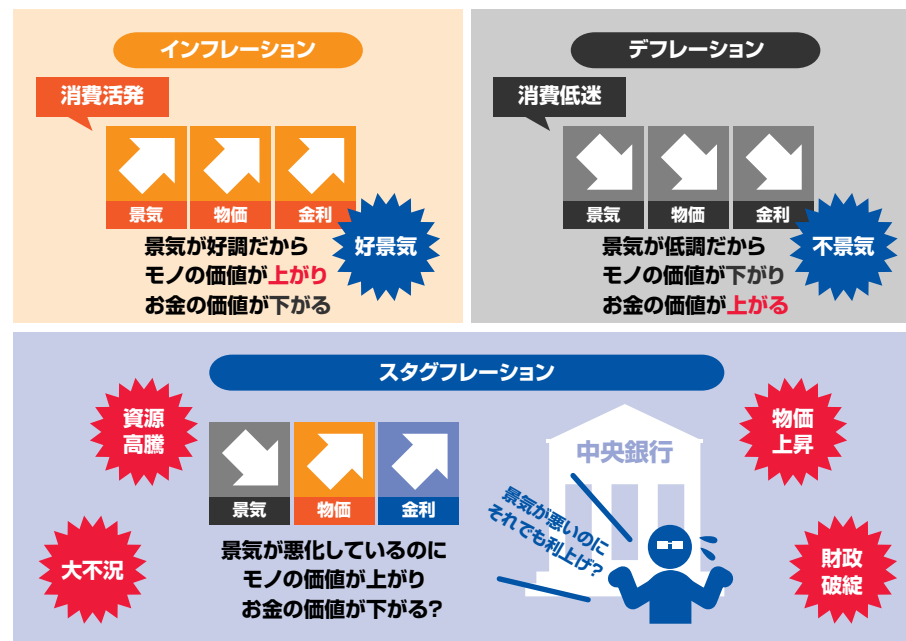 インフレーション
消費活発
景気
物価
金利
好景気
景気が好調だから
モノの価値が上がり
お金の価値が下がる
デフレーション
消費低迷
景気
物価
金利
不景気
景気が低調だから
モノの価値が下がり
お金の価値が上がる
スタグフレーション
資源
高騰
大不況
景気
物価
金利
景気が悪化しているのに
モノの価値が上がり
お金の価値が下がる?
中央銀行
景気が悪いのに
それでも利上げ?
物価
上昇
財政
破綻